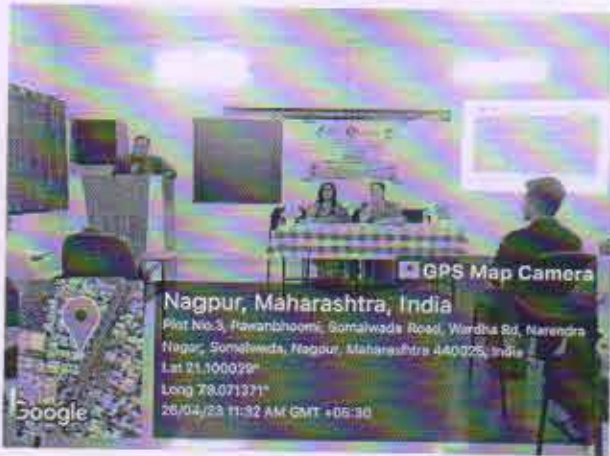 GPS Map Camera
Nagpur, Maharashtra, India
Plot No.3, Pawanbhoomi, Somalwada Road, Wardha Rd, Narendra
Nagar, Somalwada, Nagpur, Maharashtra 440025, India
Lat 21.100029°
Long 79.071371°
26/04/23 11:32 AM GMT +05:30
Google